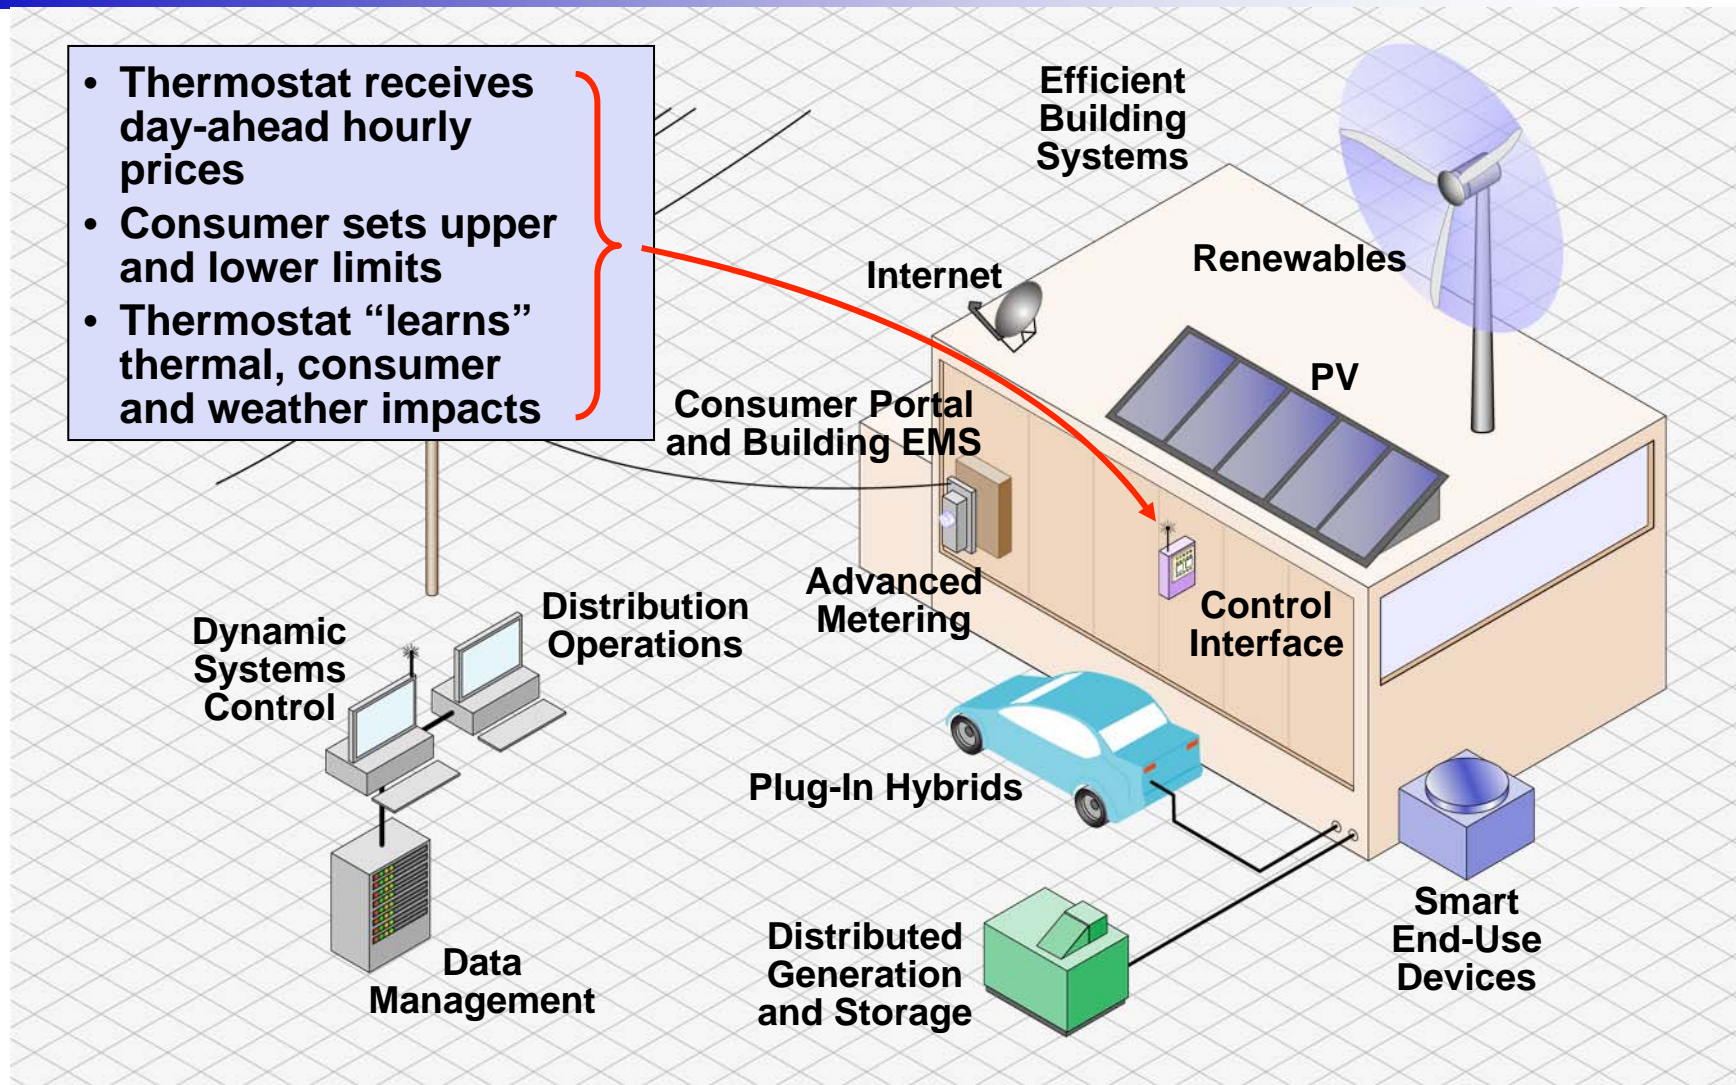 • Thermostat receives
day-ahead hourly
prices
• Consumer sets upper
and lower limits
• Thermostat “learns”
thermal, consumer
and weather impacts
Efficient
Building
Systems
Renewables
Internet
PV
Consumer Portal
and Building EMS
Advanced
Metering
Control
Interface
Distribution
Operations
Dynamic
Systems
Control
Plug-In Hybrids
Data
Management
Distributed
Generation
and Storage
Smart
End-Use
Devices